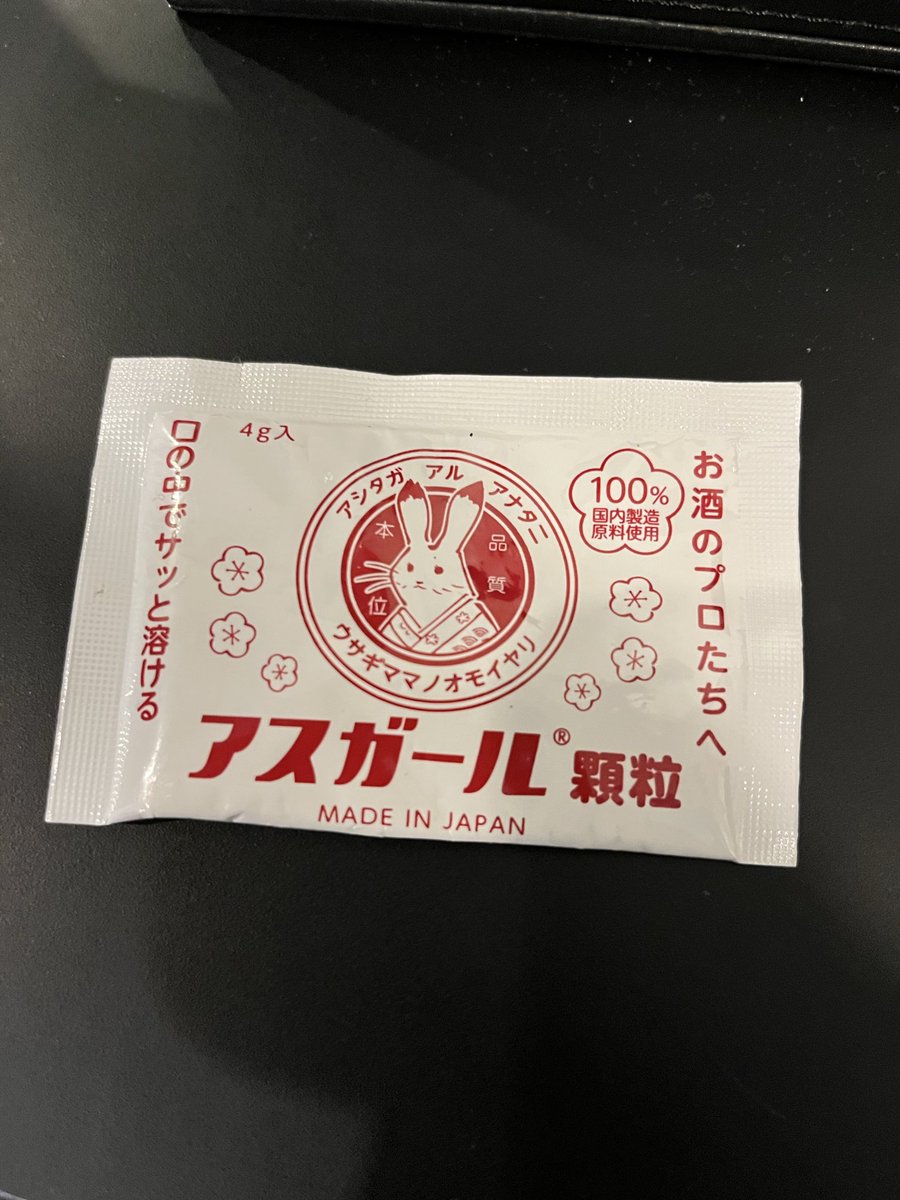 お酒のプロたちへ
100%
国内製造
原料使用
4g入
口の中でサッと溶ける
アシタガ アル アナタニ
品質
本位
ウサギママノオモイヤリ
アスガール® 顆粒
MADE IN JAPAN